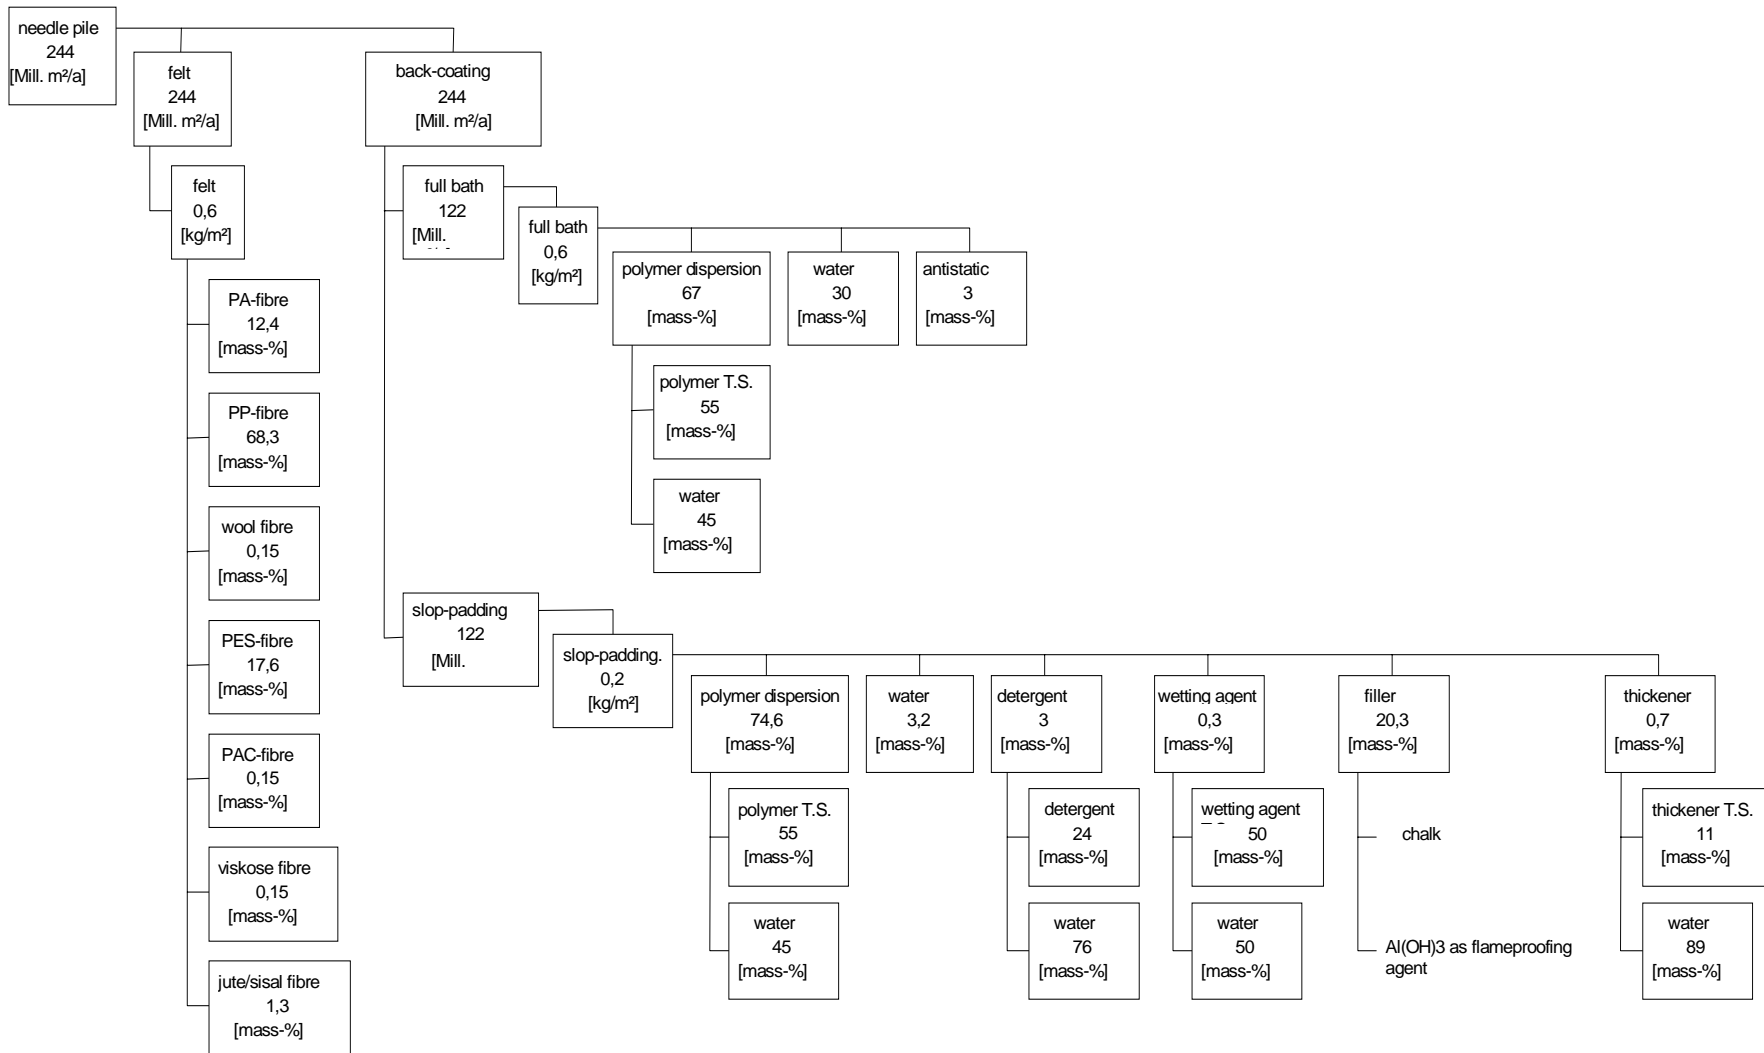 needle pile
244
[Mill. m²/a]
felt
244
[Mill. m²/a]
back-coating
244
[Mill. m²/a]
felt
0,6
[kg/m²]
full bath
122
[Mill.
full bath
0,6
[kg/m²]
polymer dispersion
67
[mass-%]
water
30
[mass-%]
antistatic
3
[mass-%]
polymer T.S.
55
[mass-%]
water
45
[mass-%]
PA-fibre
12,4
[mass-%]
PP-fibre
68,3
[mass-%]
wool fibre
0,15
[mass-%]
PES-fibre
17,6
[mass-%]
PAC-fibre
0,15
[mass-%]
viskose fibre
0,15
[mass-%]
jute/sisal fibre
1,3
[mass-%]
slop-padding
122
[Mill.
slop-padding.
0,2
[kg/m²]
polymer dispersion
74,6
[mass-%]
water
3,2
[mass-%]
detergent
3
[mass-%]
wetting agent
0,3
[mass-%]
filler
20,3
[mass-%]
thickener
0,7
[mass-%]
polymer T.S.
55
[mass-%]
water
45
[mass-%]
detergent
24
[mass-%]
water
76
[mass-%]
wetting agent
50
[mass-%]
water
50
[mass-%]
chalk
Al(OH)3 as flameproofing
agent
thickener T.S.
11
[mass-%]
water
89
[mass-%]